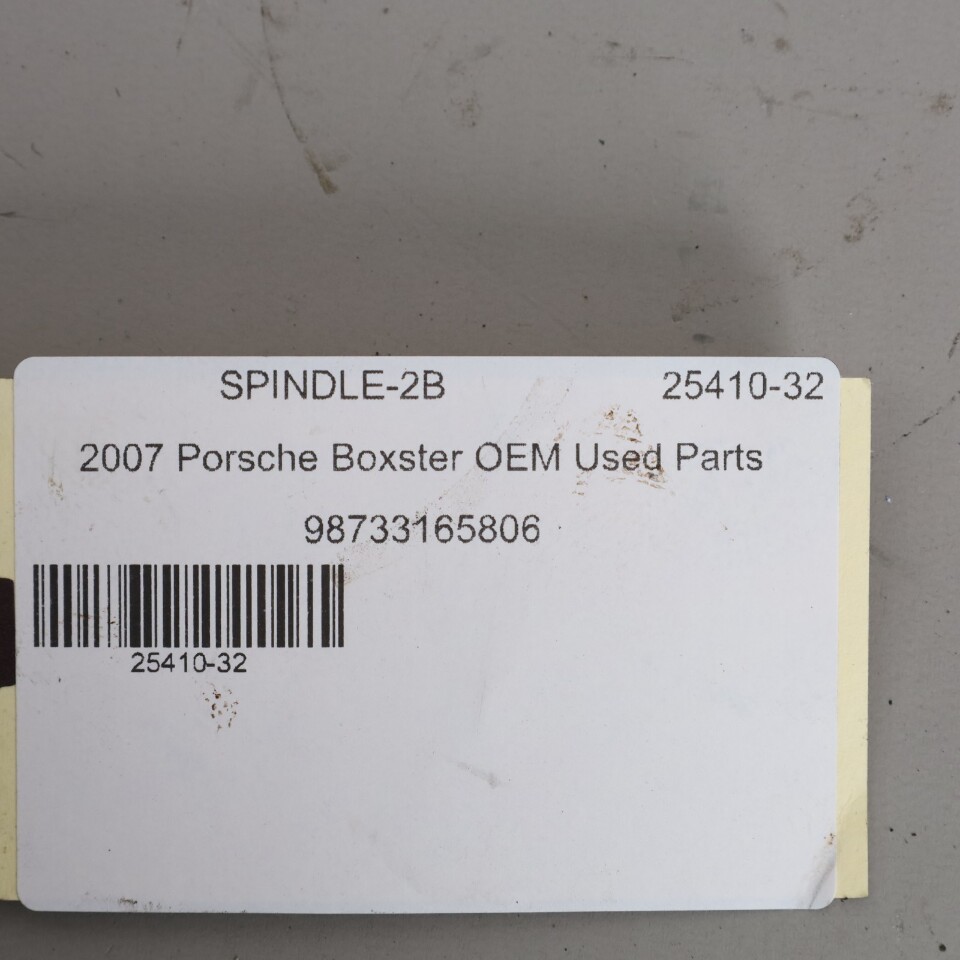 SPINDLE-2B 25410-32
2007 Porsche Boxster OEM Used Parts
98733165806
25410-32